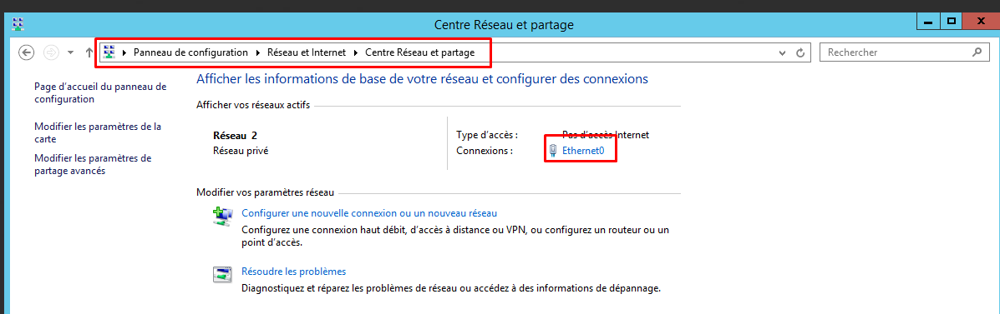 Centre Réseau et partage
Panneau de configuration Réseau et Internet Centre Réseau et partage
Rechercher
Page d'accueil du panneau de
configuration
Modifier les paramètres de la
carte
Modifier les paramètres de
partage avancés
Afficher les informations de base de votre réseau et configurer des connexions
Afficher vos réseaux actifs
Réseau 2
Réseau privé
Type d'accès : Pas d'accès Internet
Connexions : Ethernet0
Modifier vos paramètres réseau
Configurer une nouvelle connexion ou un nouveau réseau
Configurez une connexion haut débit, d'accès à distance ou VPN, ou configurez un routeur ou un
point d'accès.
Résoudre les problèmes
Diagnostiquez et réparez les problèmes de réseau ou accédez à des informations de dépannage.